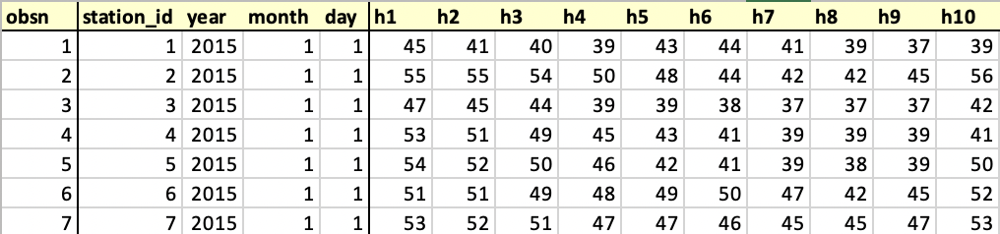 obsn station_id year month day h1 h2 h3 h4 h5 h6 h7 h8 h9 h10
1 1 2015 1 1 45 41 40 39 43 44 41 39 37 39
2 2 2015 1 1 55 55 54 50 48 44 42 42 45 56
3 3 2015 1 1 47 45 44 39 39 38 37 37 37 42
4 4 2015 1 1 53 51 49 45 43 41 39 39 39 41
5 5 2015 1 1 54 52 50 46 42 41 39 38 39 50
6 6 2015 1 1 51 51 49 48 49 50 47 42 45 52
7 7 2015 1 1 53 52 51 47 47 46 45 45 47 53